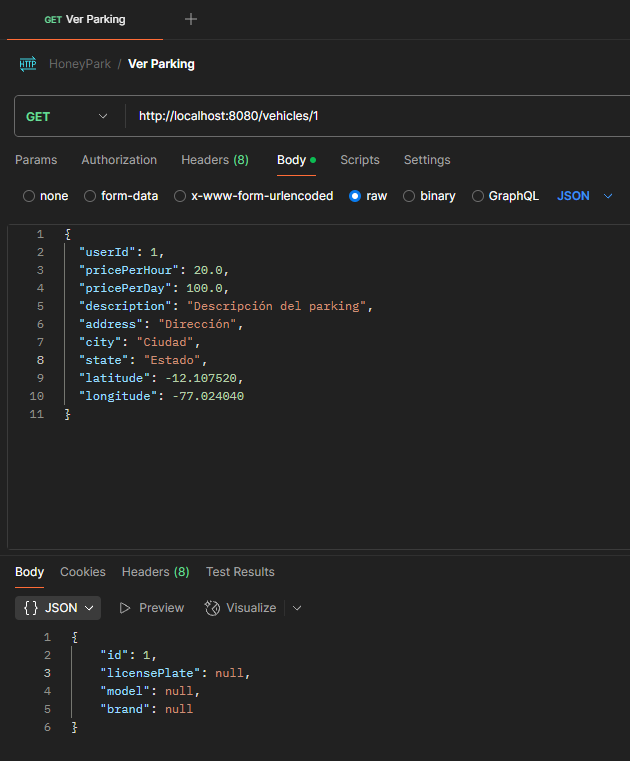 GET Ver Parking
HTTP HoneyPark / Ver Parking
GET http://localhost:8080/vehicles/1
Params Authorization Headers (8) Body Scripts Settings
none form-data x-www-form-urlencoded raw binary GraphQL JSON
1 {
2 "userId": 1,
3 "pricePerHour": 20.0,
4 "pricePerDay": 100.0,
5 "description": "Descripción del parking",
6 "address": "Dirección",
7 "city": "Ciudad",
8 "state": "Estado",
9 "latitude": -12.107520,
10 "longitude": -77.024040
11 }
Body Cookies Headers (8) Test Results
{} JSON Preview Visualize
1 {
2 "id": 1,
3 "licensePlate": null,
4 "model": null,
5 "brand": null
6 }